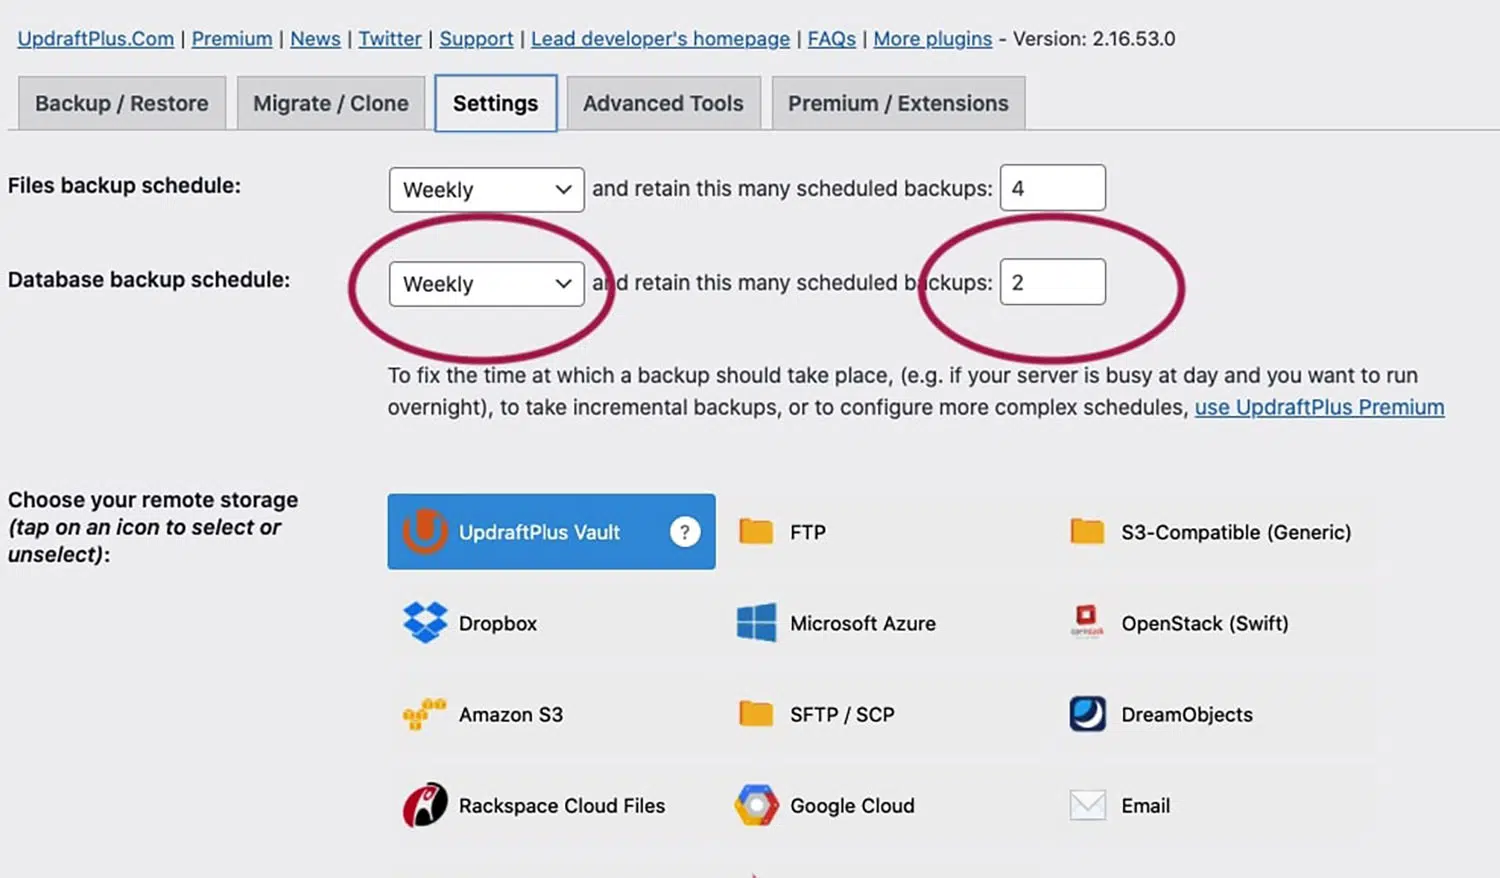 UpdraftPlus.Com | Premium | News | Twitter | Support | Lead developer's homepage | FAQs | More plugins - Version: 2.16.53.0
Backup / Restore
Migrate / Clone
Settings
Advanced Tools
Premium / Extensions
Files backup schedule:
Weekly
and retain this many scheduled backups:
4
Database backup schedule:
Weekly
and retain this many scheduled backups:
2
To fix the time at which a backup should take place, (e.g. if your server is busy at day and you want to run
overnight), to take incremental backups, or to configure more complex schedules, use UpdraftPlus Premium
Choose your remote storage
(tap on an icon to select or
unselect):
UpdraftPlus Vault
?
FTP
S3-Compatible (Generic)
Dropbox
Microsoft Azure
OpenStack (Swift)
Amazon S3
SFTP / SCP
DreamObjects
Rackspace Cloud Files
Google Cloud
Email